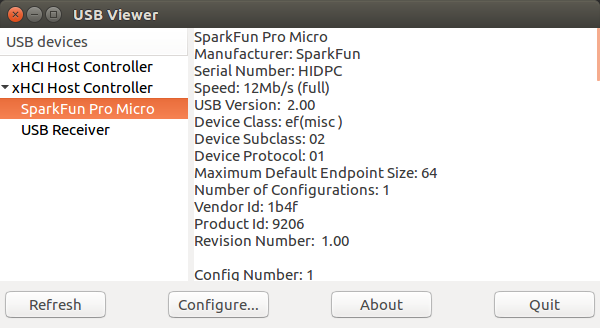 USB Viewer
USB devices
xHCI Host Controller
xHCI Host Controller
SparkFun Pro Micro
USB Receiver
SparkFun Pro Micro
Manufacturer: SparkFun
Serial Number: HIDPC
Speed: 12Mb/s (full)
USB Version:  2.00
Device Class: ef(misc )
Device Subclass: 02
Device Protocol: 01
Maximum Default Endpoint Size: 64
Number of Configurations: 1
Vendor Id: 1b4f
Product Id: 9206
Revision Number:  1.00
Config Number: 1
Refresh
Configure...
About
Quit